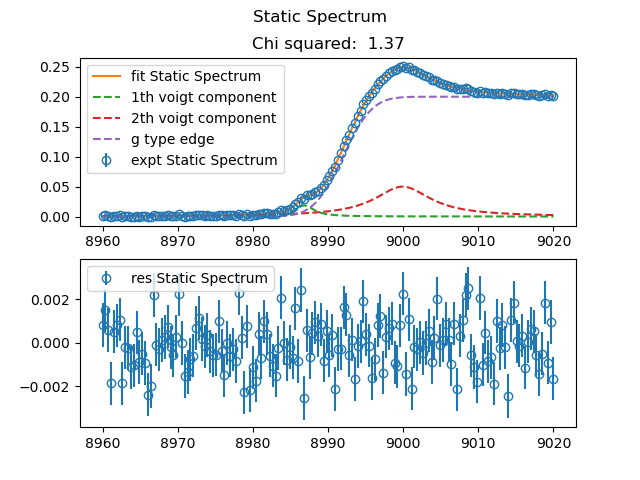 Static Spectrum
Chi squared:  1.37
0.25
0.20
0.15
0.10
0.05
0.00
fit Static Spectrum
1th voigt component
2th voigt component
g type edge
expt Static Spectrum
8960 8970 8980 8990 9000 9010 9020
0.002
0.000
−0.002
res Static Spectrum
8960 8970 8980 8990 9000 9010 9020